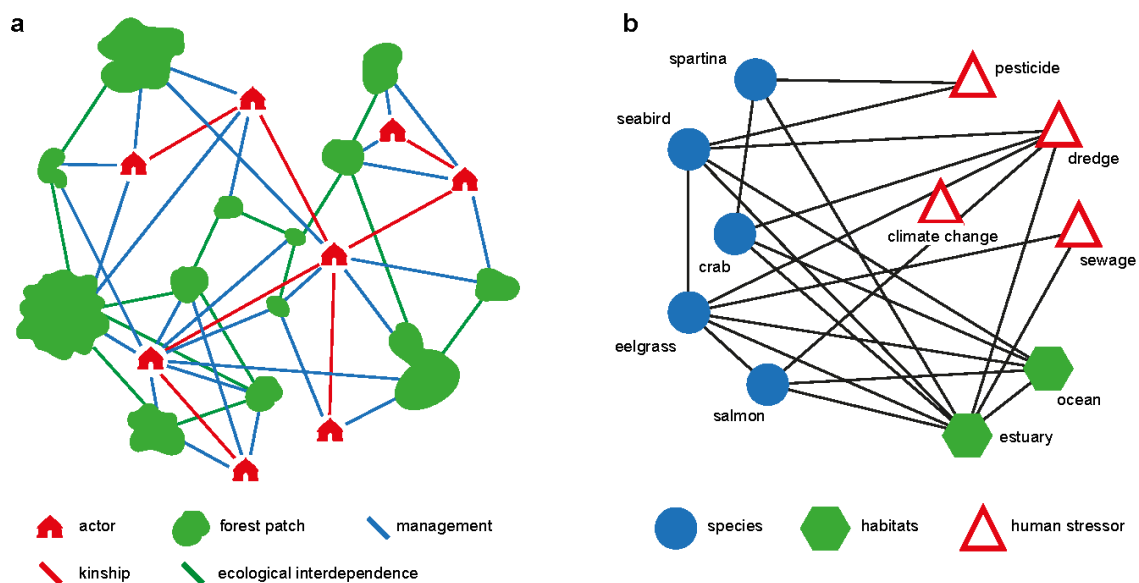 a
b
spartina
pesticide
seabird
dredge
climate change
crab
sewage
eelgrass
ocean
salmon
estuary
actor
forest patch
management
species
habitats
human stressor
kinship
ecological interdependence